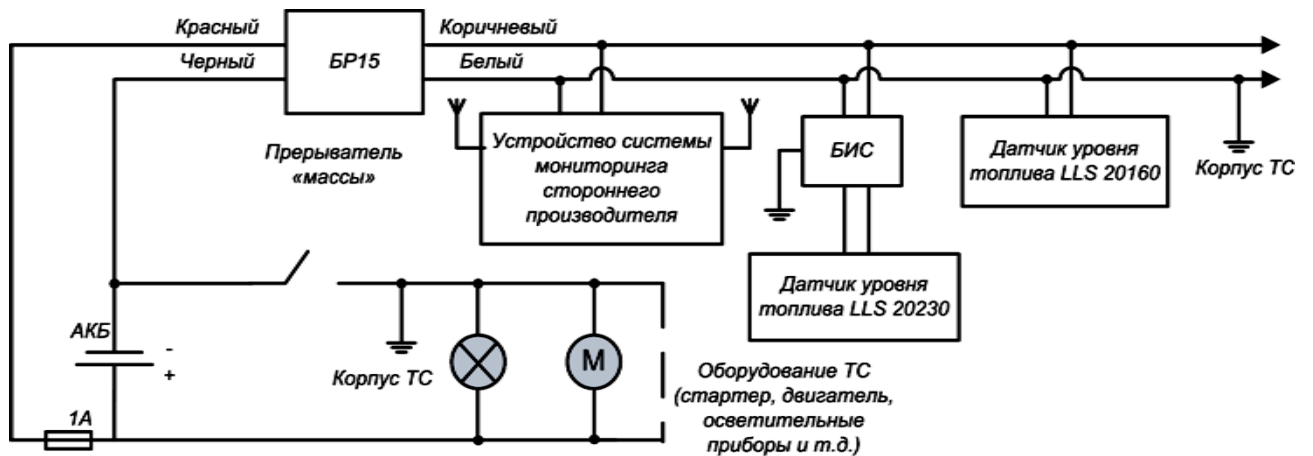 Красный
Коричневый
Черный
БР15
Белый
Прерыватель
«массы»
Устройство системы
мониторинга
стороннего
производителя
БИС
Датчик уровня
топлива LLS 20160
Корпус ТС
Датчик уровня
топлива LLS 20230
АКБ
-
+
Корпус ТС
М
Оборудование ТС
(стартер, двигатель,
осветительные
приборы и т.д.)
1А